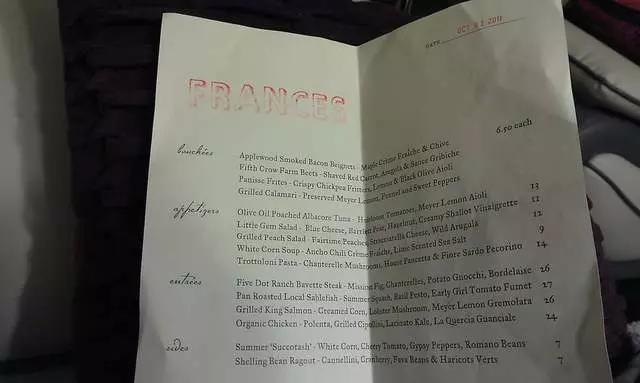 DATE OCT 2 2011
FRANCES
bouchées
6.50 each
Applewood Smoked Bacon Beignets - Maple Crème Fraîche & Chive
Fifth Crow Farm Beets - Shaved Red Carrot, Arugula & Sauce Gribiche
Panisse Frites - Crispy Chickpea Fritters, Lemon & Black Olive Aioli
Grilled Calamari - Preserved Meyer Lemon, Fennel and Sweet Peppers
appetizers
Olive Oil Poached Albacore Tuna - Heirloom Tomatoes, Meyer Lemon Aioli 13
Little Gem Salad - Blue Cheese, Bartlett Pear, Hazelnut, Creamy Shallot Vinaigrette 11
Grilled Peach Salad - Fairtime Peaches, Stracciatella Cheese, Wild Arugula 12
White Corn Soup - Ancho Chili Crème Fraîche, Lime Scented Sea Salt 9
Trottoloni Pasta - Chanterelle Mushrooms, House Pancetta & Fiore Sardo Pecorino 14
entrées
Five Dot Ranch Bavette Steak - Mission Fig, Chanterelles, Potato Gnocchi, Bordelaise 26
Pan Roasted Local Sablefish - Summer Squash, Basil Pesto, Early Girl Tomato Fumet 27
Grilled King Salmon - Creamed Corn, Lobster Mushroom, Meyer Lemon Gremolata 26
Organic Chicken - Polenta, Grilled Cipollini, Lacinato Kale, La Quercia Guanciale 24
sides
Summer 'Succotash' - White Corn, Cherry Tomato, Gypsy Peppers, Romano Beans 7
Shelling Bean Ragout - Cannellini, Cranberry, Fava Beans & Haricots Verts 7